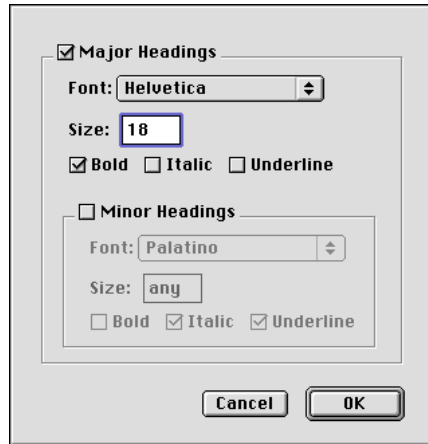 Major Headings
Font: Helvetica
Size: 18
Bold Italic Underline
Minor Headings
Font: Palatino
Size: any
Bold Italic Underline
Cancel OK